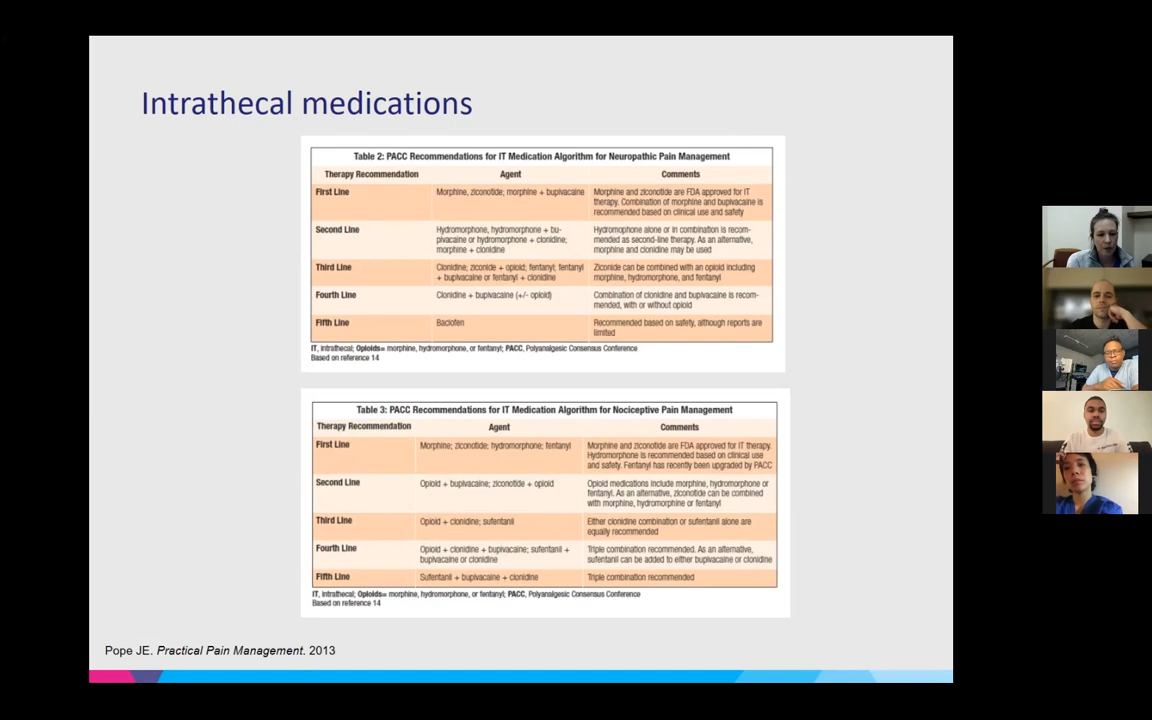 Intrathecal medications
Table 2: PACC Recommendations for IT Medication Algorithm for Neuropathic Pain Management
Therapy Recommendation Agent Comments
First Line Morphine, ziconotide; morphine + bupivacaine Morphine and ziconotide are FDA approved for IT
therapy. Combination of morphine and bupivacaine is
recommended based on clinical use and safety
Second Line Hydromorphone, hydromorphone + bu- Hydromophone alone or in combination is recom-
pivacaine or hydromorphone + clonidine; mended as second-line therapy. As an alternative,
morphine + clonidine morphine and clonidine may be used
Third Line Clonidine; ziconide + opioid; fentanyl; fentanyl Ziconide can be combined with an opioid including
+ bupivacaine or fentanyl + clonidine morphine, hydromorphone, and fentanyl
Fourth Line Clonidine + bupivacaine (+/- opioid) Combination of clonidine and bupivacaine is recom-
mended, with or without opioid
Fifth Line Baclofen Recommended based on safety, although reports are
limited
IT, intrathecal; Opioids= morphine, hydromorphone, or fentanyl; PACC, Polyanalgesic Consensus Conference
Based on reference 14
Table 3: PACC Recommendations for IT Medication Algorithm for Nociceptive Pain Management
Therapy Recommendation Agent Comments
First Line Morphine; ziconotide; hydromorphone; fentanyl Morphine and ziconotide are FDA approved for IT therapy.
Hydromorphone is recommended based on clinical use
and safety. Fentanyl has recently been upgraded by PACC
Second Line Opioid + bupivacaine; ziconotide + opioid Opioid medications include morphine, hydromorphone or
fentanyl. As an alternative, ziconotide can be combined
with morphine, hydromorphone or fentanyl
Third Line Opioid + clonidine; sufentanil Either clonidine combination or sufentanil alone are
equally recommended
Fourth Line Opioid + clonidine + bupivacaine; sufentanil + Triple combination recommended. As an alternative,
bupivacaine or clonidine sufentanil can be added to either bupivacaine or clonidine
Fifth Line Sufentanil + bupivacaine + clonidine Triple combination recommended
IT, intrathecal; Opioids= morphine, hydromorphone, or fentanyl; PACC, Polyanalgesic Consensus Conference
Based on reference 14
Pope JE. Practical Pain Management. 2013